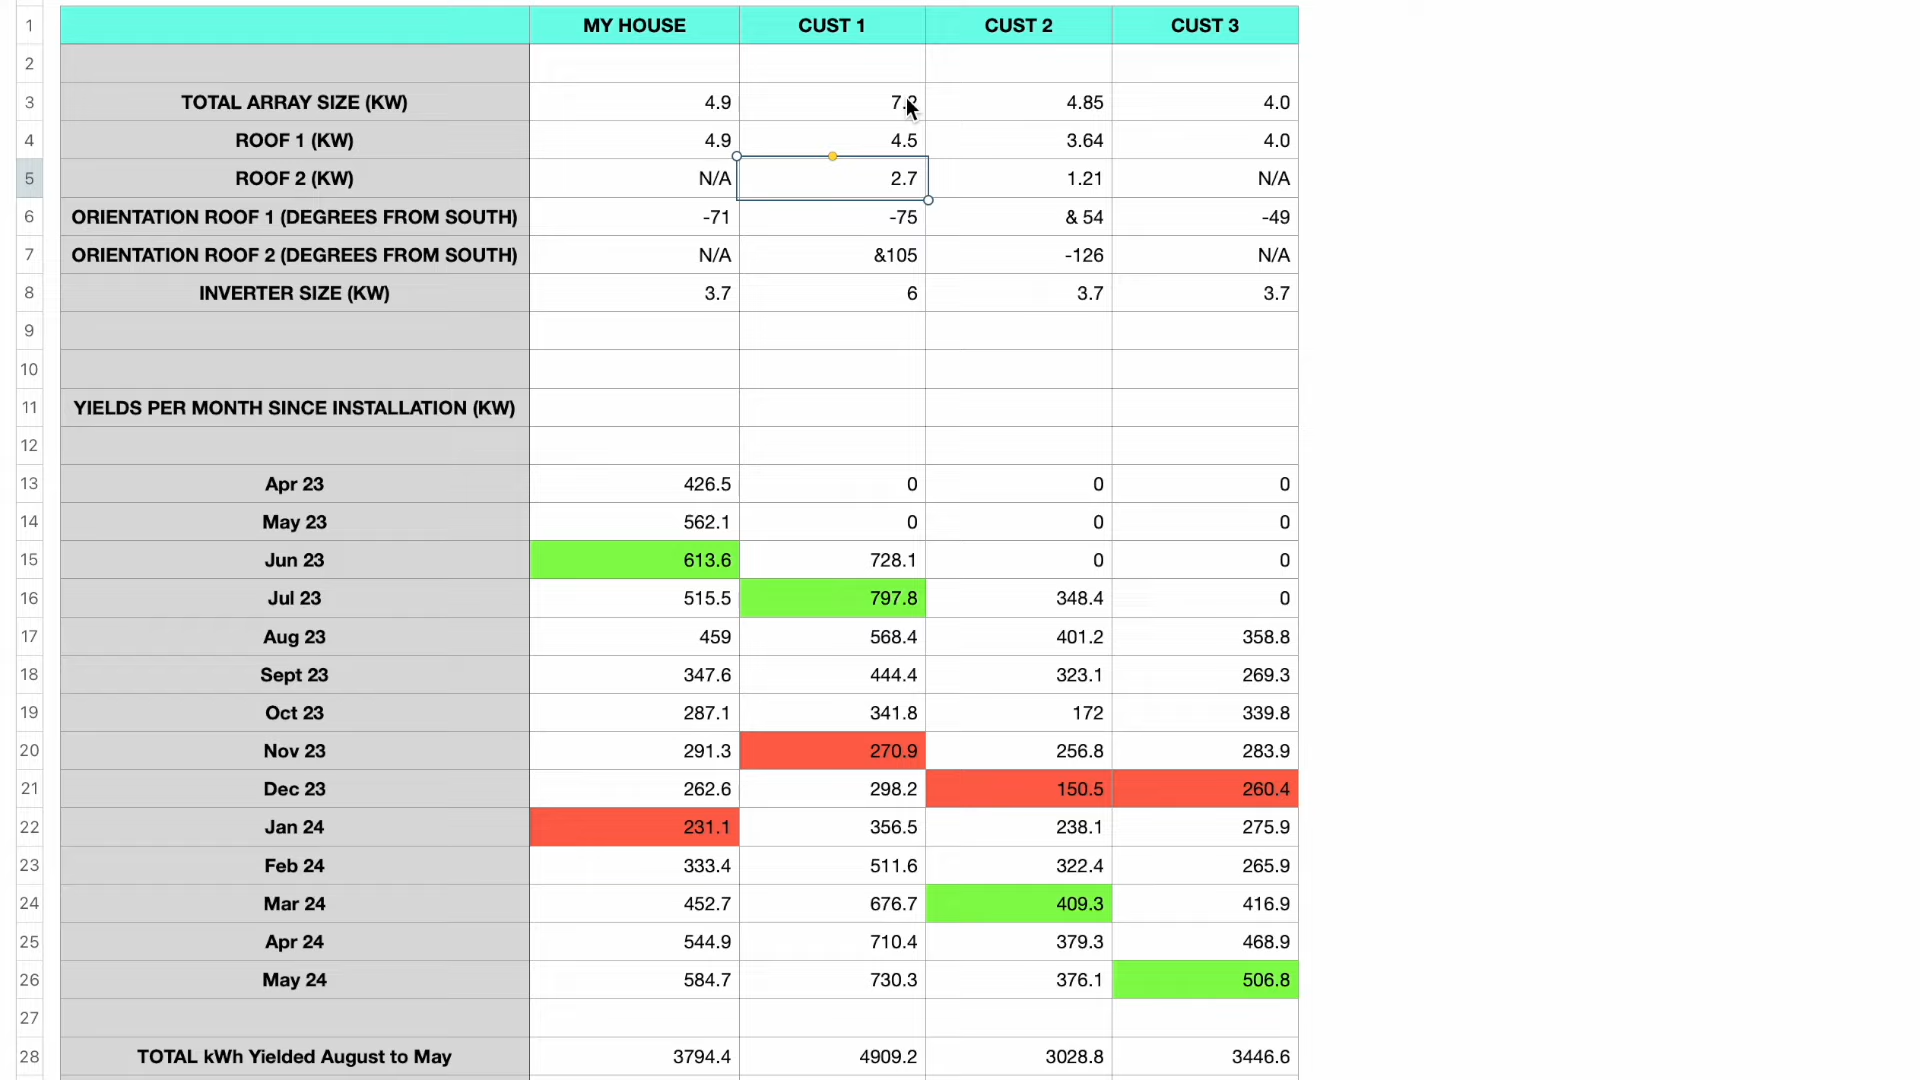 1 MY HOUSE CUST 1 CUST 2 CUST 3
2
3 TOTAL ARRAY SIZE (KW) 4.9 7.2 4.85 4.0
4 ROOF 1 (KW) 4.9 4.5 3.64 4.0
5 ROOF 2 (KW) N/A 2.7 1.21 N/A
6 ORIENTATION ROOF 1 (DEGREES FROM SOUTH) -71 -75 & 54 -49
7 ORIENTATION ROOF 2 (DEGREES FROM SOUTH) N/A &105 -126 N/A
8 INVERTER SIZE (KW) 3.7 6 3.7 3.7
9
10
11 YIELDS PER MONTH SINCE INSTALLATION (KW)
12
13 Apr 23 426.5 0 0 0
14 May 23 562.1 0 0 0
15 Jun 23 613.6 728.1 0 0
16 Jul 23 515.5 797.8 348.4 0
17 Aug 23 459 568.4 401.2 358.8
18 Sept 23 347.6 444.4 323.1 269.3
19 Oct 23 287.1 341.8 172 339.8
20 Nov 23 291.3 270.9 256.8 283.9
21 Dec 23 262.6 298.2 150.5 260.4
22 Jan 24 231.1 356.5 238.1 275.9
23 Feb 24 333.4 511.6 322.4 265.9
24 Mar 24 452.7 676.7 409.3 416.9
25 Apr 24 544.9 710.4 379.3 468.9
26 May 24 584.7 730.3 376.1 506.8
27
28 TOTAL kWh Yielded August to May 3794.4 4909.2 3028.8 3446.6